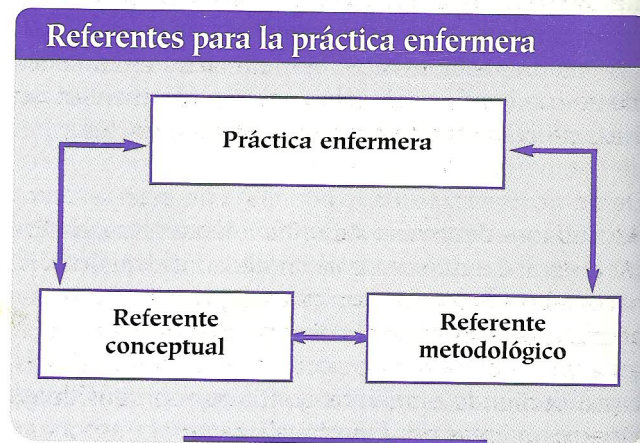 Referentes para la práctica enfermera
Práctica enfermera
Referente
conceptual
Referente
metodológico